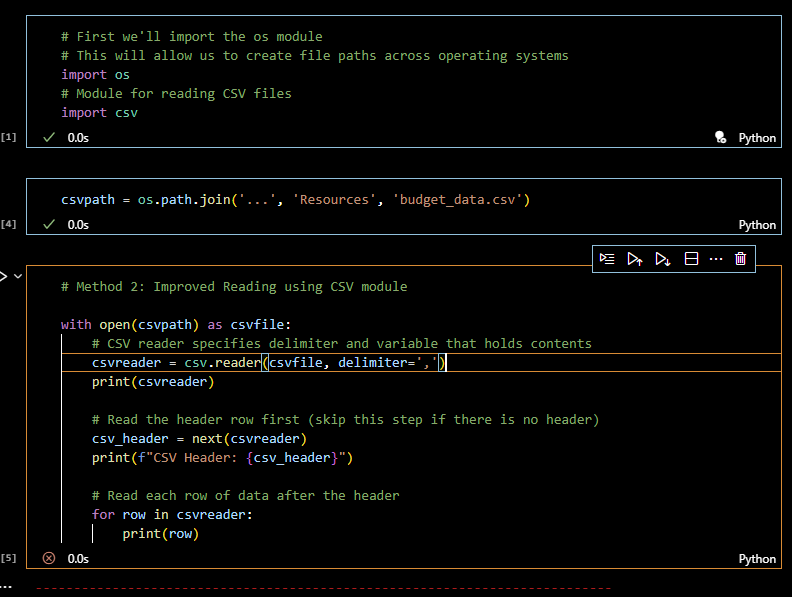 # First we'll import the os module
# This will allow us to create file paths across operating systems
import os
# Module for reading CSV files
import csv
[1]
0.0s
Python
csvpath = os.path.join('...', 'Resources', 'budget_data.csv')
[4]
0.0s
Python
# Method 2: Improved Reading using CSV module
with open(csvpath) as csvfile:
# CSV reader specifies delimiter and variable that holds contents
csvreader = csv.reader(csvfile, delimiter=',')
print(csvreader)
# Read the header row first (skip this step if there is no header)
csv_header = next(csvreader)
print(f"CSV Header: {csv_header}")
# Read each row of data after the header
for row in csvreader:
print(row)
[5]
0.0s
Python
...
---------------------------------------------------------------------------